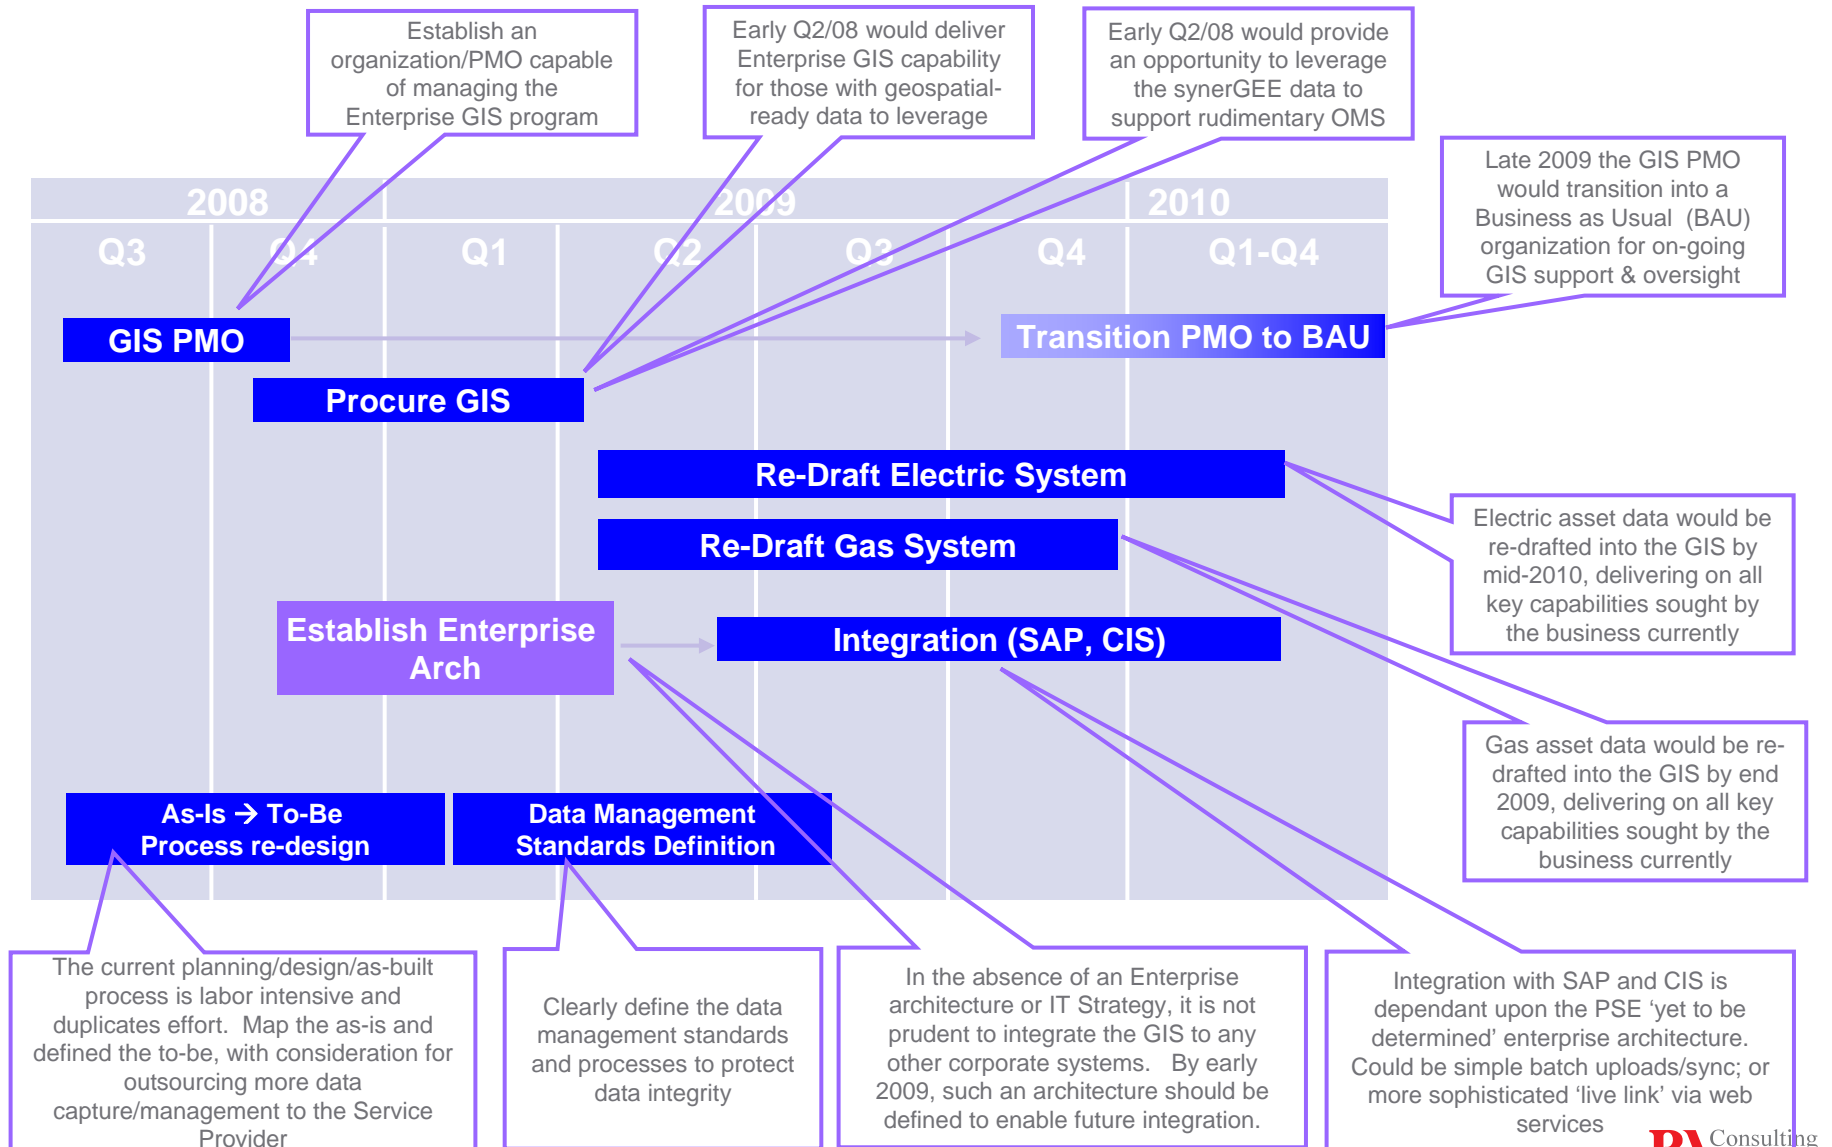 Establish an
organization/PMO capable
of managing the
Enterprise GIS program
Early Q2/08 would deliver
Enterprise GIS capability
for those with geospatial-
ready data to leverage
Early Q2/08 would provide
an opportunity to leverage
the synerGEE data to
support rudimentary OMS
Late 2009 the GIS PMO
would transition into a
Business as Usual (BAU)
organization for on-going
GIS support & oversight
2008 2009 2010
Q3 Q4 Q1 Q2 Q3 Q4 Q1-Q4
GIS PMO
Transition PMO to BAU
Procure GIS
Re-Draft Electric System
Re-Draft Gas System
Establish Enterprise
Arch
Integration (SAP, CIS)
As-Is → To-Be
Process re-design
Data Management
Standards Definition
Electric asset data would be
re-drafted into the GIS by
mid-2010, delivering on all
key capabilities sought by
the business currently
Gas asset data would be re-
drafted into the GIS by end
2009, delivering on all key
capabilities sought by the
business currently
The current planning/design/as-built
process is labor intensive and
duplicates effort. Map the as-is and
defined the to-be, with consideration for
outsourcing more data
capture/management to the Service
Provider
Clearly define the data
management standards
and processes to protect
data integrity
In the absence of an Enterprise
architecture or IT Strategy, it is not
prudent to integrate the GIS to any
other corporate systems. By early
2009, such an architecture should be
defined to enable future integration.
Integration with SAP and CIS is
dependant upon the PSE ‘yet to be
determined’ enterprise architecture.
Could be simple batch uploads/sync; or
more sophisticated ‘live link’ via web
services
Consulting